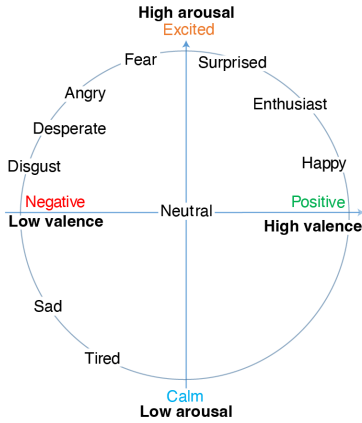 High arousal
Excited
Fear
Surprised
Angry
Enthusiast
Desperate
Disgust
Happy
Negative
Positive
Neutral
Low valence
High valence
Sad
Tired
Calm
Low arousal